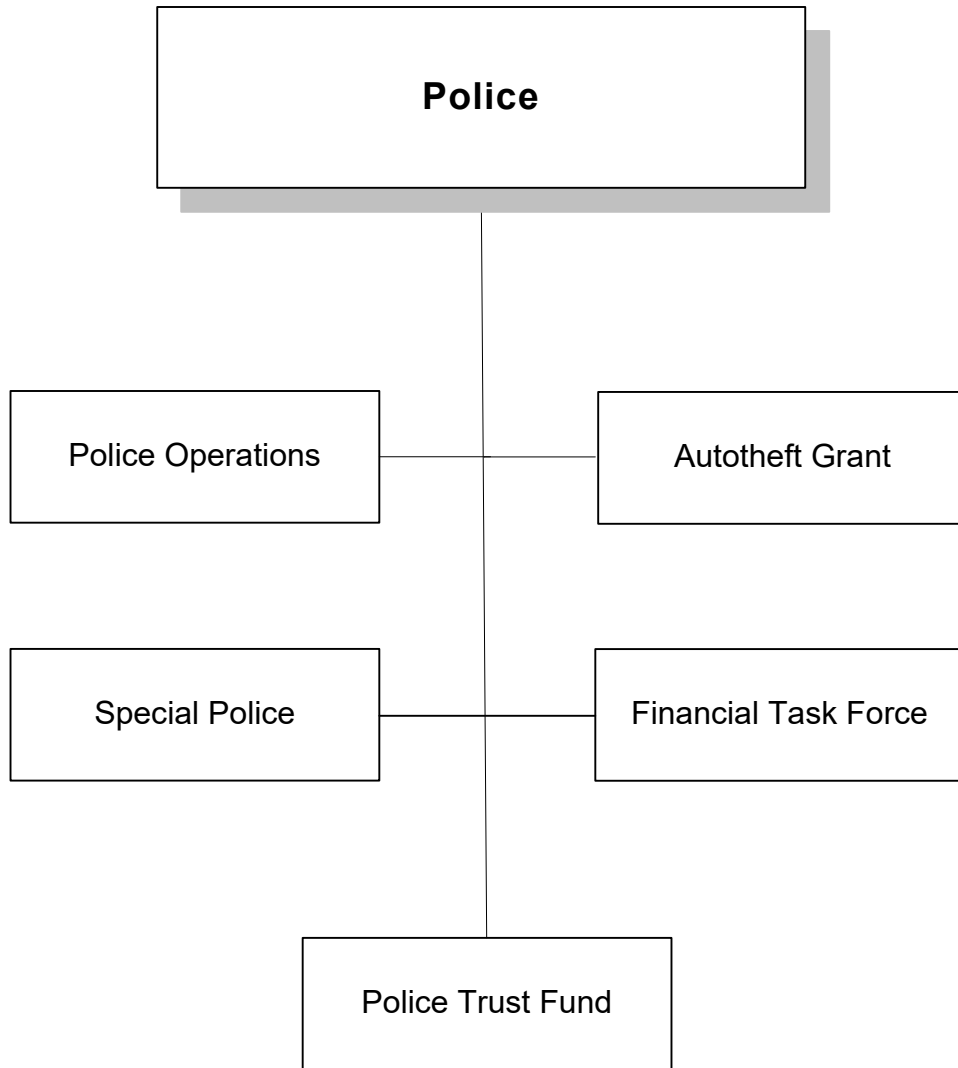 Police
Police Operations
Autotheft Grant
Special Police
Financial Task Force
Police Trust Fund